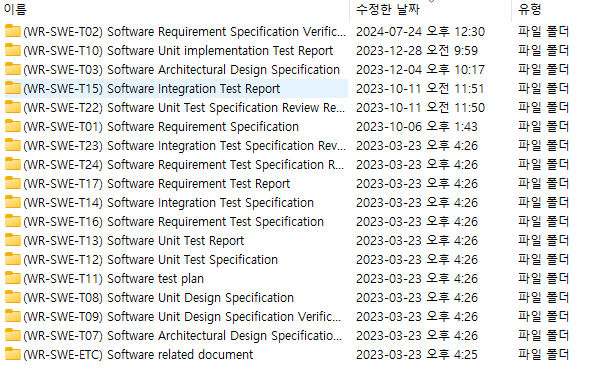 이름 수정한 날짜 유형
(WR-SWE-T02) Software Requirement Specification Verific... 2024-07-24 오후 12:30 파일 폴더
(WR-SWE-T10) Software Unit implementation Test Report 2023-12-28 오전 9:59 파일 폴더
(WR-SWE-T03) Software Architectural Design Specification 2023-12-04 오후 10:17 파일 폴더
(WR-SWE-T15) Software Integration Test Report 2023-10-11 오전 11:51 파일 폴더
(WR-SWE-T22) Software Unit Test Specification Review Re... 2023-10-11 오전 11:50 파일 폴더
(WR-SWE-T01) Software Requirement Specification 2023-10-06 오후 1:43 파일 폴더
(WR-SWE-T23) Software Integration Test Specification Rev... 2023-03-23 오후 4:26 파일 폴더
(WR-SWE-T24) Software Requirement Test Specification R... 2023-03-23 오후 4:26 파일 폴더
(WR-SWE-T17) Software Requirement Test Report 2023-03-23 오후 4:26 파일 폴더
(WR-SWE-T14) Software Integration Test Specification 2023-03-23 오후 4:26 파일 폴더
(WR-SWE-T16) Software Requirement Test Specification 2023-03-23 오후 4:26 파일 폴더
(WR-SWE-T13) Software Unit Test Report 2023-03-23 오후 4:26 파일 폴더
(WR-SWE-T12) Software Unit Test Specification 2023-03-23 오후 4:26 파일 폴더
(WR-SWE-T11) Software test plan 2023-03-23 오후 4:26 파일 폴더
(WR-SWE-T08) Software Unit Design Specification 2023-03-23 오후 4:26 파일 폴더
(WR-SWE-T09) Software Unit Design Specification Verific... 2023-03-23 오후 4:26 파일 폴더
(WR-SWE-T07) Software Architectural Design Specificatio... 2023-03-23 오후 4:26 파일 폴더
(WR-SWE-ETC) Software related document 2023-03-23 오후 4:25 파일 폴더